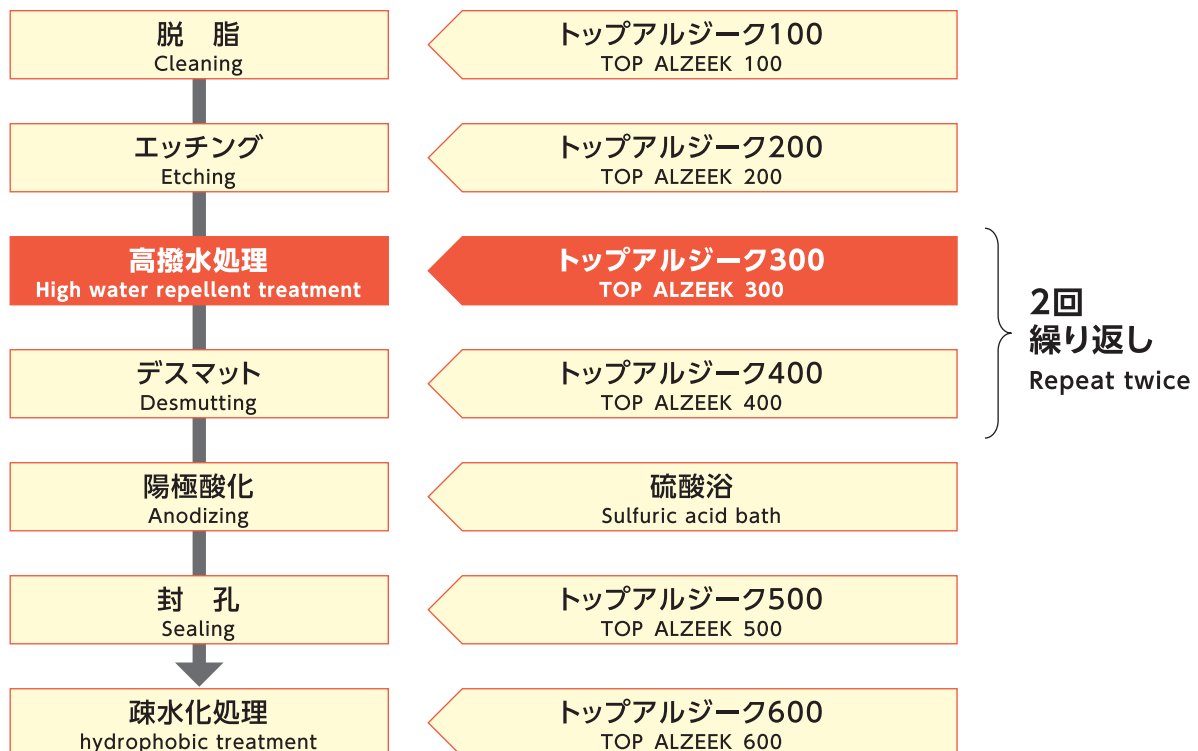 脱　脂
Cleaning
トップアルジーク100
TOP ALZEEK 100
エッチング
Etching
トップアルジーク200
TOP ALZEEK 200
高撥水処理
High water repellent treatment
トップアルジーク300
TOP ALZEEK 300
2回
繰り返し
Repeat twice
デスマット
Desmutting
トップアルジーク400
TOP ALZEEK 400
陽極酸化
Anodizing
硫酸浴
Sulfuric acid bath
封　孔
Sealing
トップアルジーク500
TOP ALZEEK 500
疎水化処理
hydrophobic treatment
トップアルジーク600
TOP ALZEEK 600